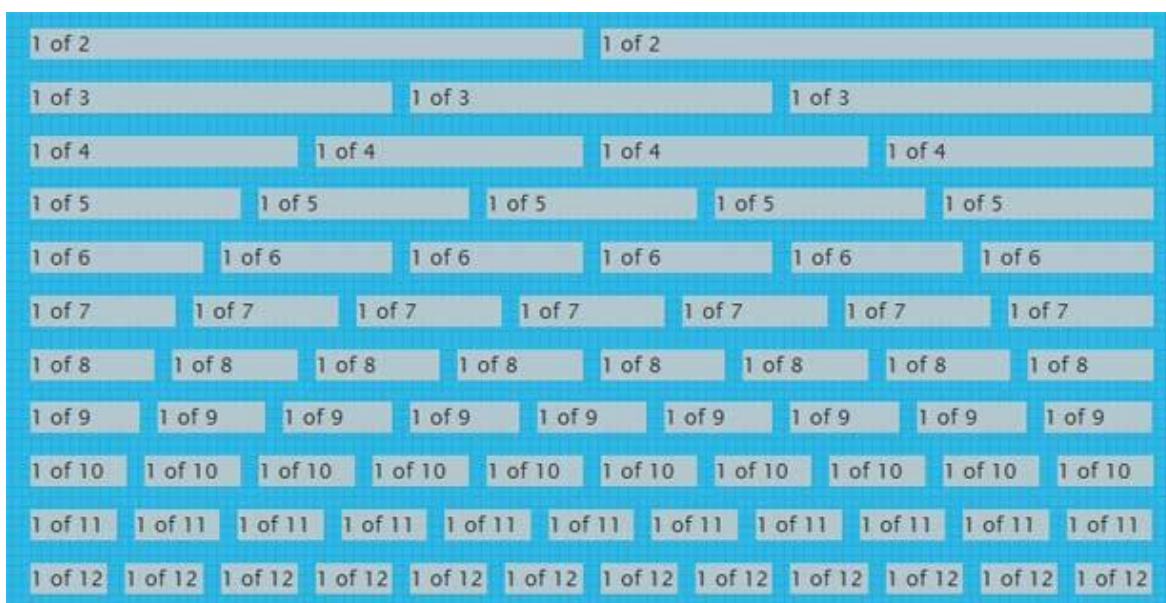 1 of 2 1 of 2
1 of 3 1 of 3 1 of 3
1 of 4 1 of 4 1 of 4 1 of 4
1 of 5 1 of 5 1 of 5 1 of 5 1 of 5
1 of 6 1 of 6 1 of 6 1 of 6 1 of 6 1 of 6
1 of 7 1 of 7 1 of 7 1 of 7 1 of 7 1 of 7 1 of 7
1 of 8 1 of 8 1 of 8 1 of 8 1 of 8 1 of 8 1 of 8 1 of 8
1 of 9 1 of 9 1 of 9 1 of 9 1 of 9 1 of 9 1 of 9 1 of 9 1 of 9
1 of 10 1 of 10 1 of 10 1 of 10 1 of 10 1 of 10 1 of 10 1 of 10 1 of 10 1 of 10
1 of 11 1 of 11 1 of 11 1 of 11 1 of 11 1 of 11 1 of 11 1 of 11 1 of 11 1 of 11 1 of 11
1 of 12 1 of 12 1 of 12 1 of 12 1 of 12 1 of 12 1 of 12 1 of 12 1 of 12 1 of 12 1 of 12 1 of 12